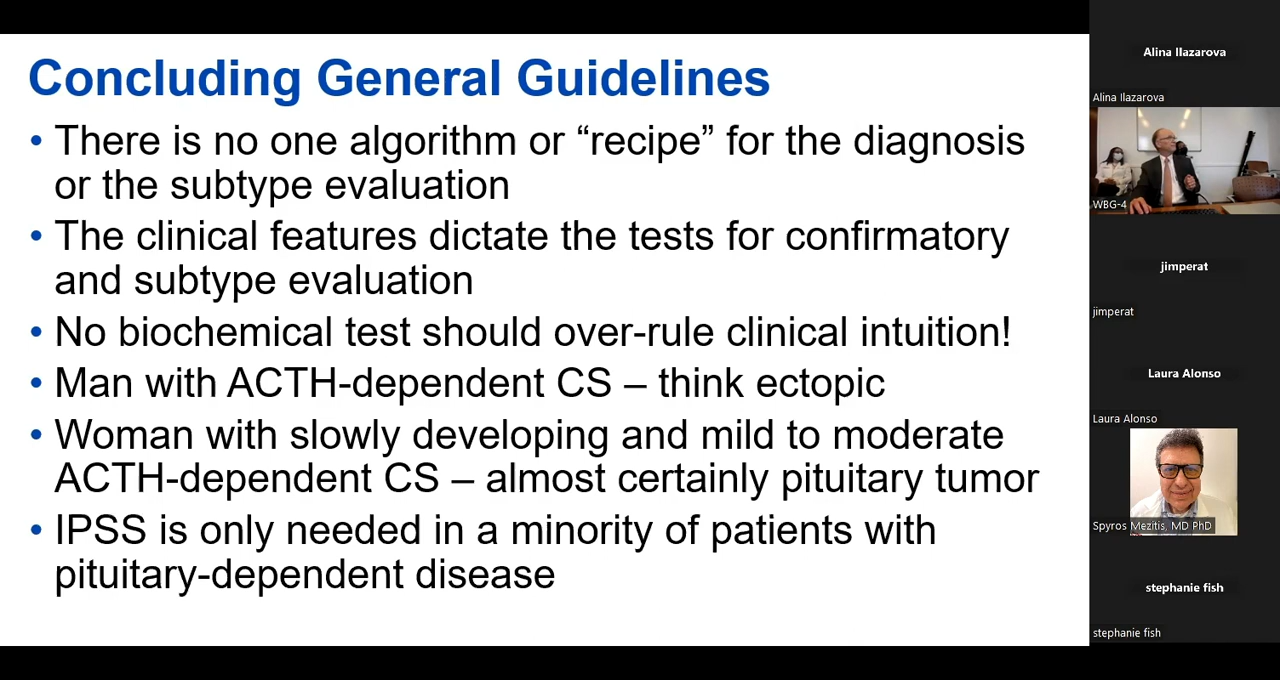 Concluding General Guidelines
• There is no one algorithm or “recipe” for the diagnosis
or the subtype evaluation
• The clinical features dictate the tests for confirmatory
and subtype evaluation
• No biochemical test should over-rule clinical intuition!
• Man with ACTH-dependent CS – think ectopic
• Woman with slowly developing and mild to moderate
ACTH-dependent CS – almost certainly pituitary tumor
• IPSS is only needed in a minority of patients with
pituitary-dependent disease
Alina Ilazarova
Alina Ilazarova
WBG-4
jimperat
jimperat
Laura Alonso
Laura Alonso
Spyros Mezitis, MD PhD
stephanie fish
stephanie fish